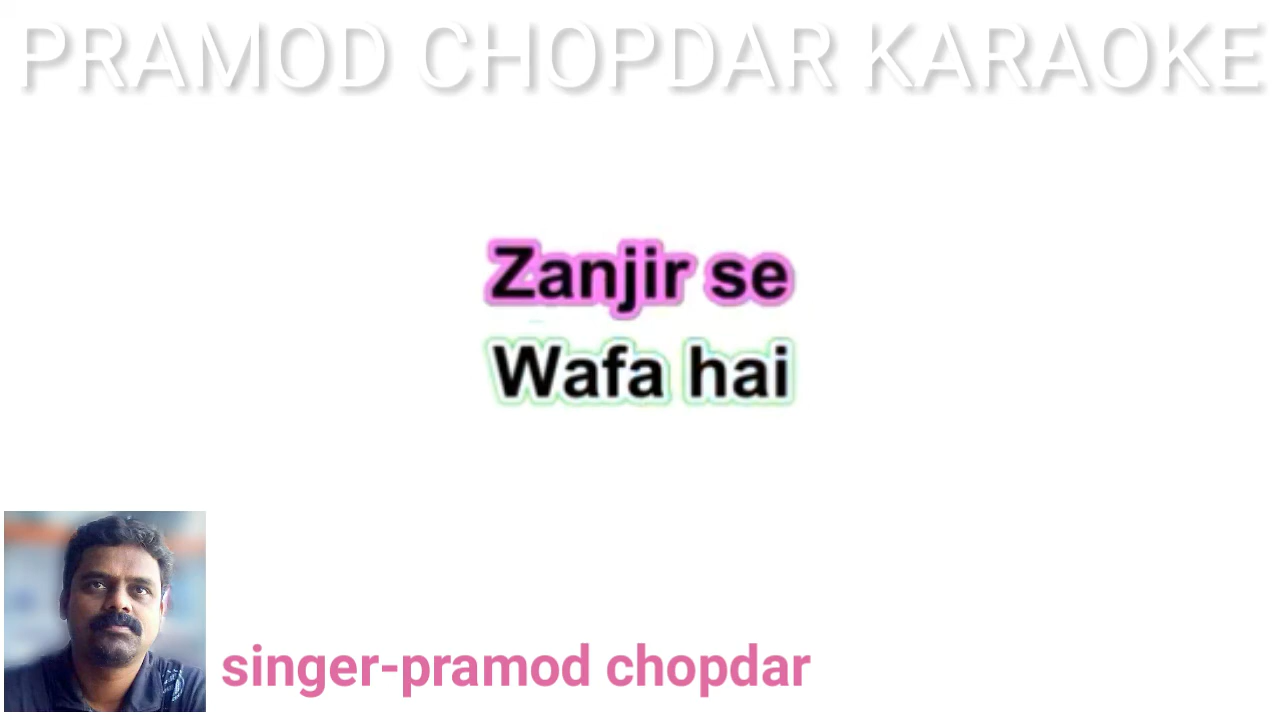 PRAMOD CHOPDAR KARAOKE
Zanjir se
Wafa hai
singer-pramod chopdar